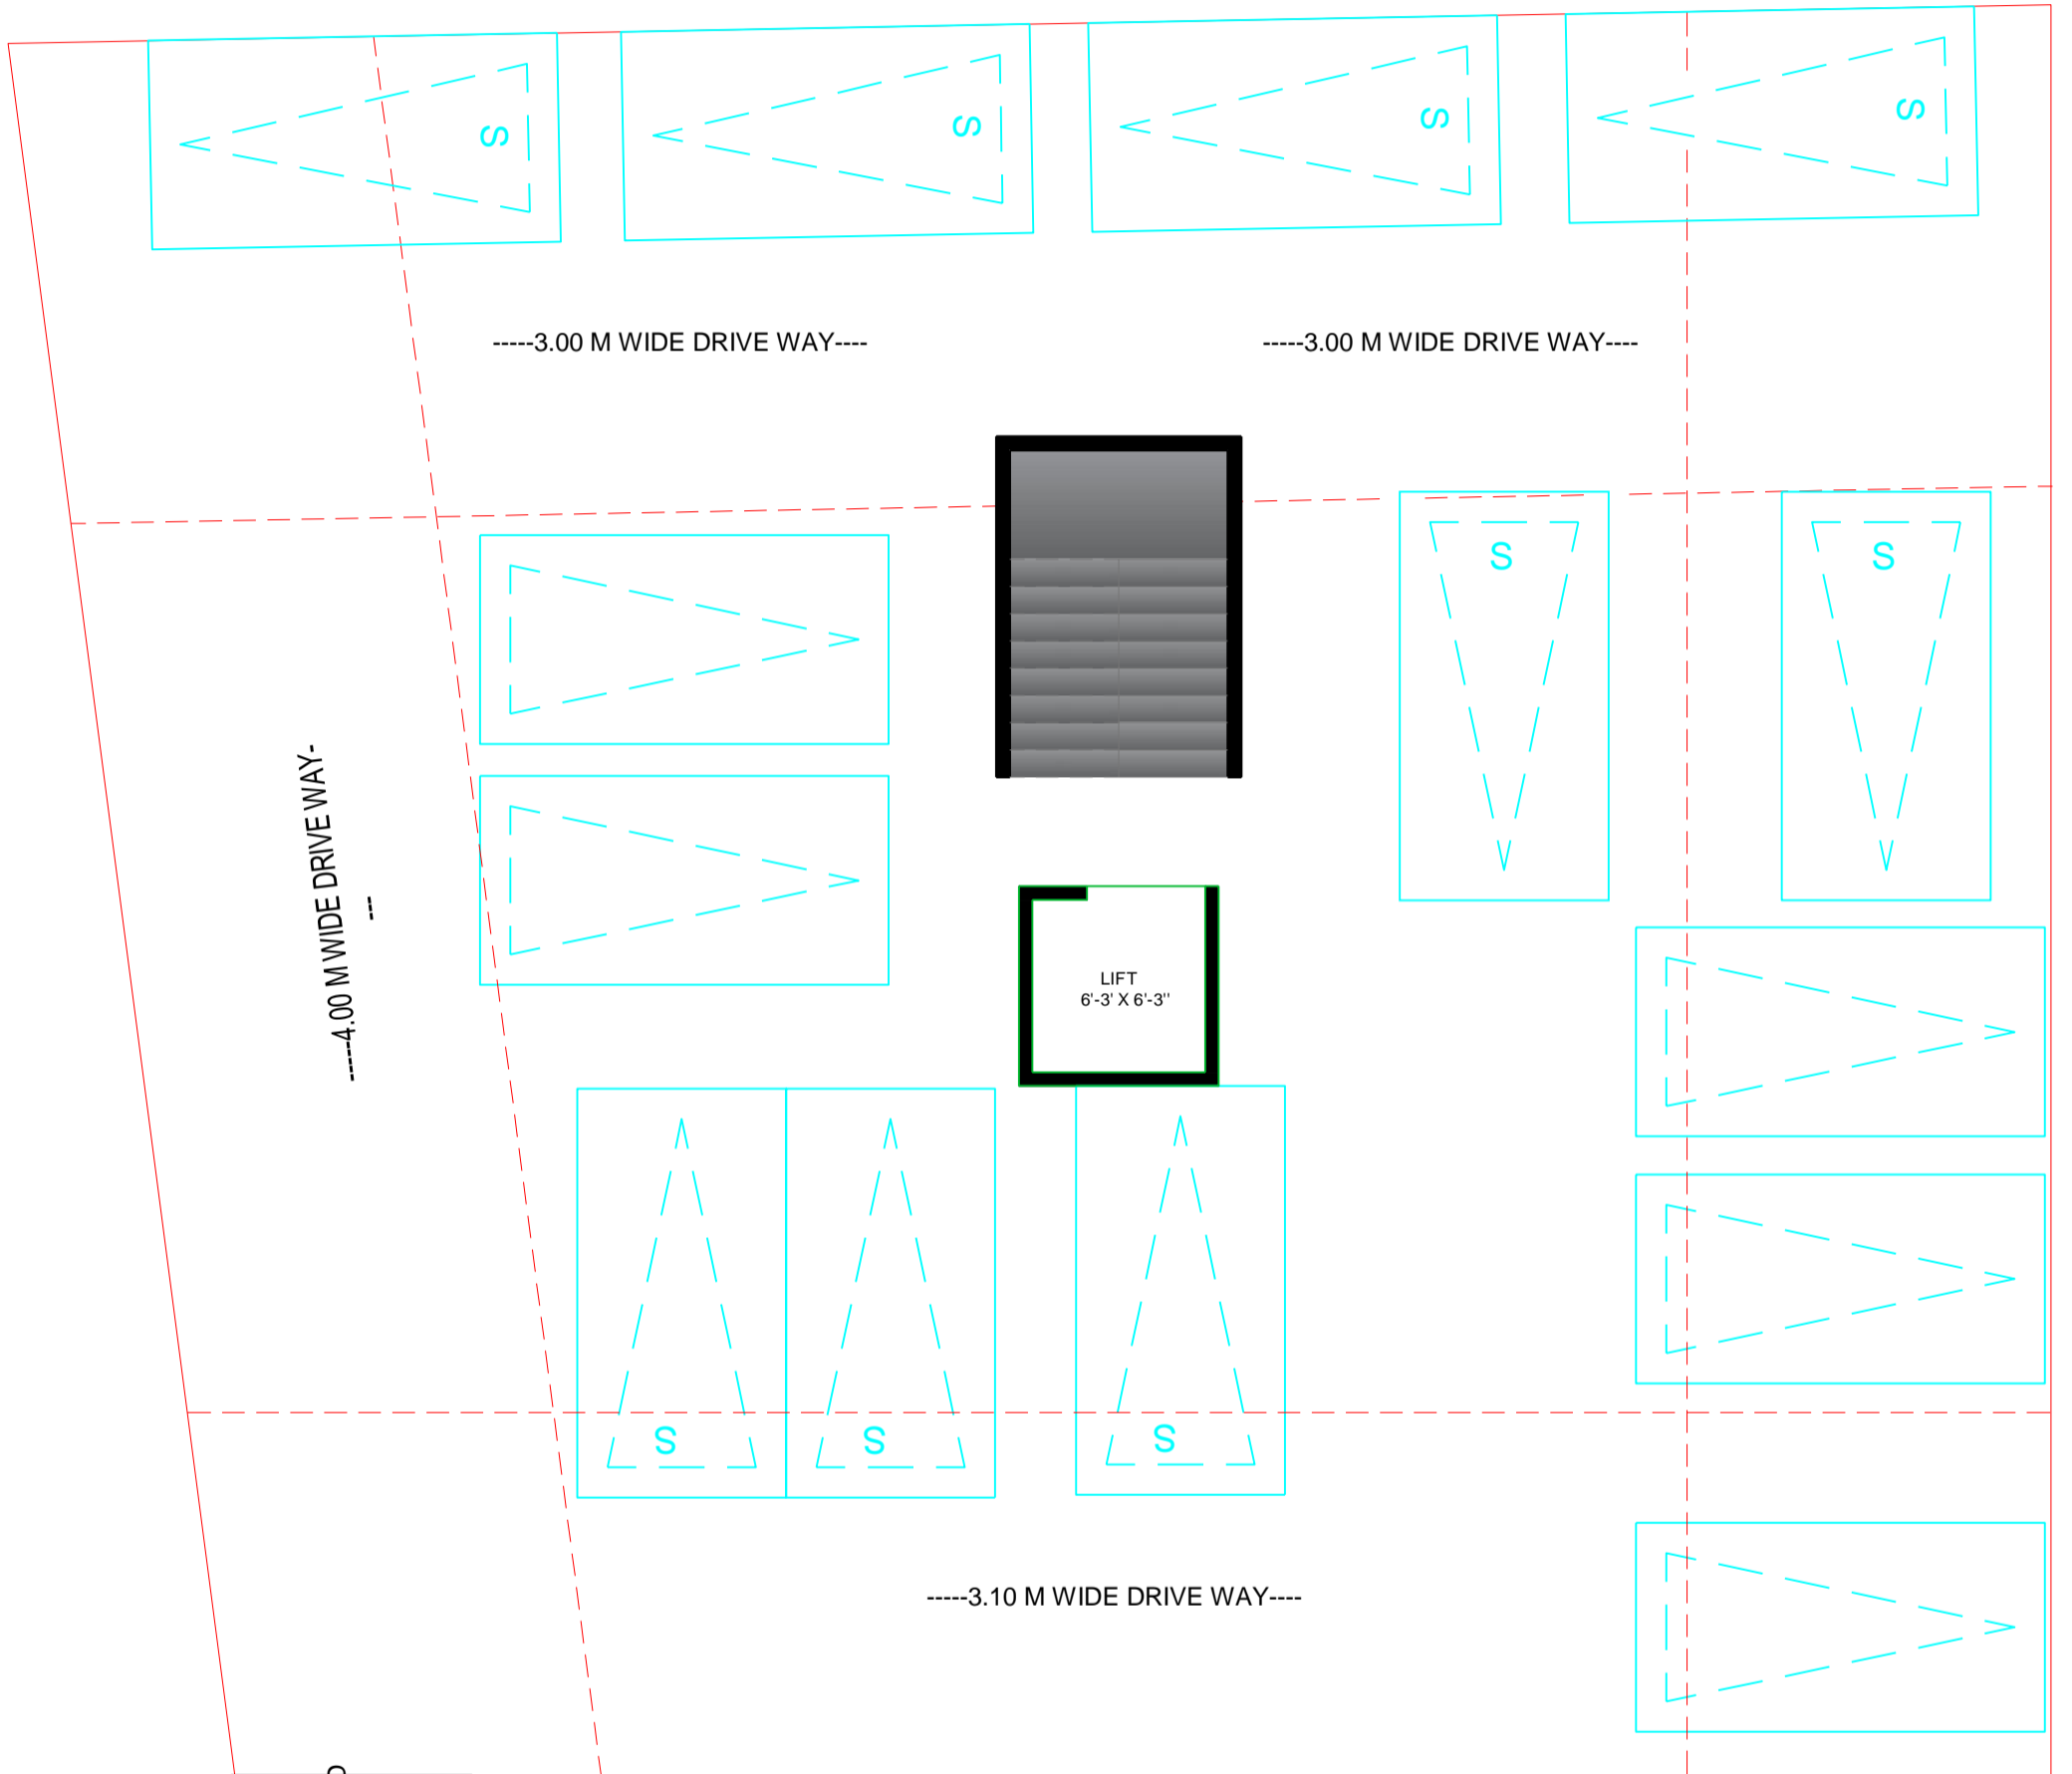 S
S
S
S
-----3.00 M WIDE DRIVE WAY----
-----3.00 M WIDE DRIVE WAY----
S
S
-----4.00 M WIDE DRIVE WAY-
---
LIFT
6'-3' X 6'-3''
S
S
S
-----3.10 M WIDE DRIVE WAY----